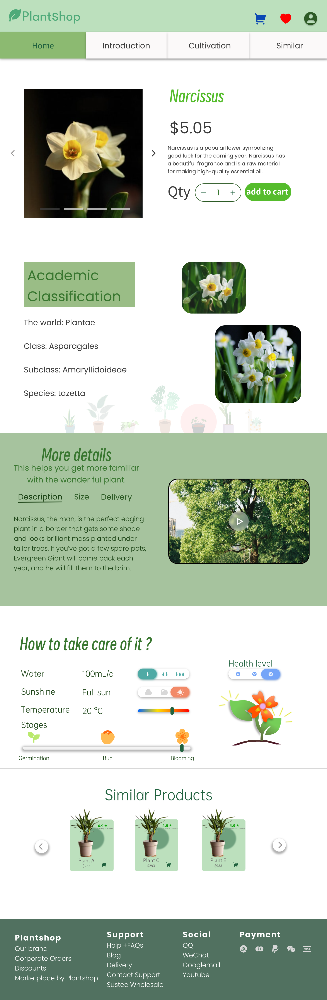 PlantShop
Home Introduction Cultivation Similar
Narcissus
$5.05
Narcissus is a popularflower symbolizing
good luck for the coming year. Narcissus has
a beautiful fragrance and is a raw material
for making high-quality essential oil.
Qty − 1 + add to cart
Academic
Classification
The world: Plantae
Class: Asparagales
Subclass: Amaryllidoideae
Species: tazetta
More details
This helps you get more familiar
with the wonder ful plant.
Description Size Delivery
Narcissus, the man, is the perfect edging
plant in a border that gets some shade
and looks brilliant mass planted under
taller trees. If you’ve got a few spare pots,
Evergreen Giant will come back each
year, and he will fill them to the brim.
How to take care of it ?
Health level
Water 100mL/d
Sunshine Full sun
Temperature 20 °C
Stages
Germination Bud Blooming
Similar Products
4.9 ★
Plant A
$233
4.9 ★
Plant C
$293
4.9 ★
Plant E
$933
Plantshop
Our brand
Corporate Orders
Discounts
Marketplace by Plantshop
Support
Help +FAQs
Blog
Delivery
Contact Support
Sustee Wholesale
Social
QQ
WeChat
Googlemail
Youtube
Payment
VISA